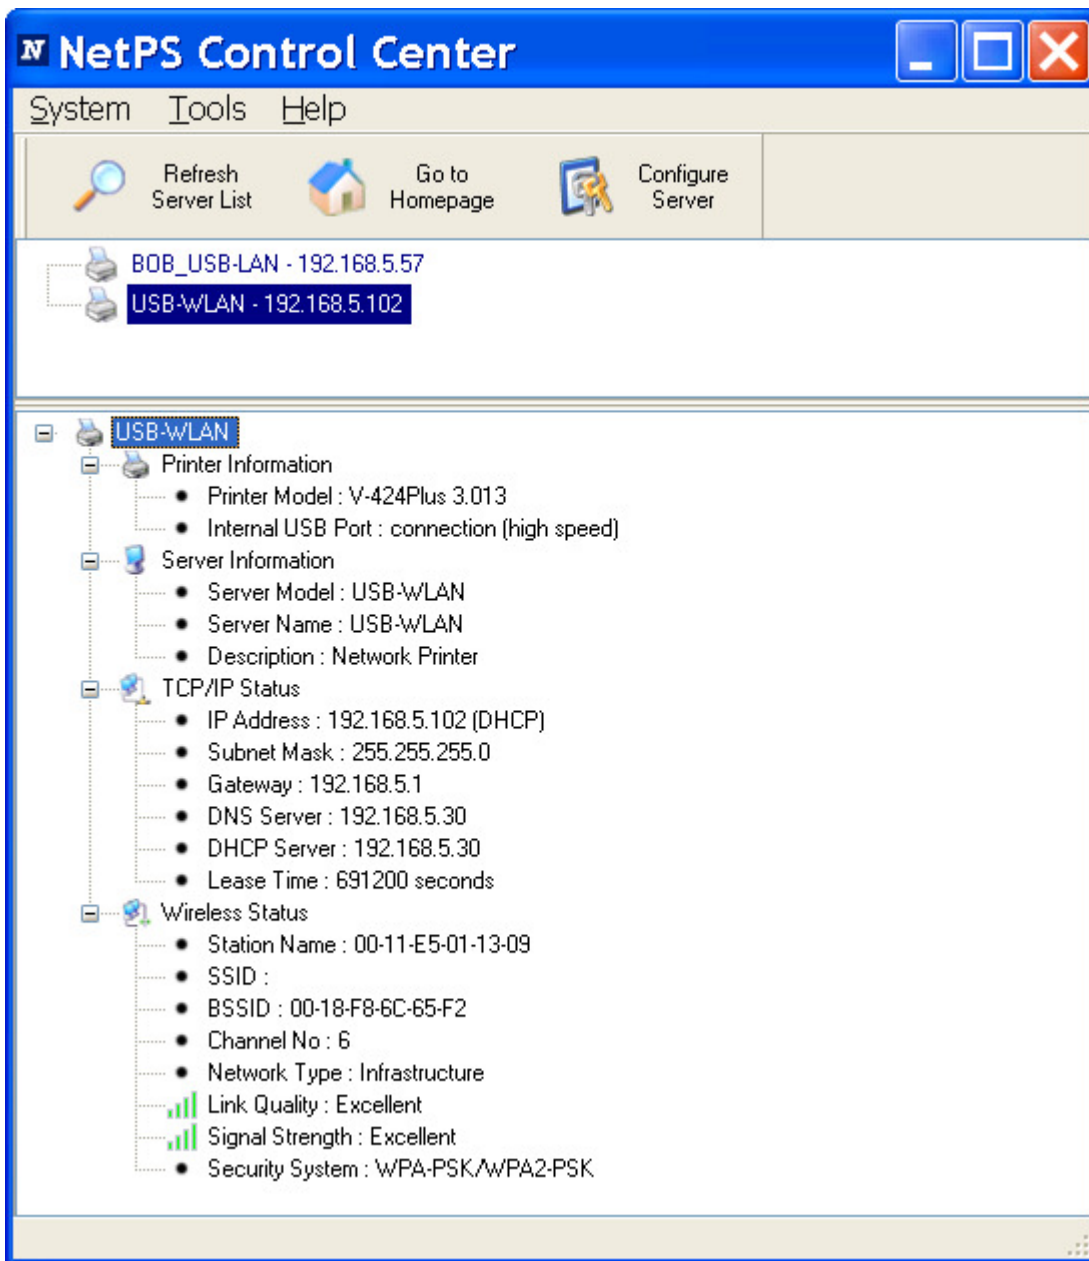 N NetPS Control Center
System Tools Help
Refresh Server List
Go to Homepage
Configure Server
BOB_USB-LAN - 192.168.5.57
USB-WLAN - 192.168.5.102
USB-WLAN
Printer Information
Printer Model : V-424Plus 3.013
Internal USB Port : connection (high speed)
Server Information
Server Model : USB-WLAN
Server Name : USB-WLAN
Description : Network Printer
TCP/IP Status
IP Address : 192.168.5.102 (DHCP)
Subnet Mask : 255.255.255.0
Gateway : 192.168.5.1
DNS Server : 192.168.5.30
DHCP Server : 192.168.5.30
Lease Time : 691200 seconds
Wireless Status
Station Name : 00-11-E5-01-13-09
SSID :
BSSID : 00-18-F8-6C-65-F2
Channel No : 6
Network Type : Infrastructure
Link Quality : Excellent
Signal Strength : Excellent
Security System : WPA-PSK/WPA2-PSK